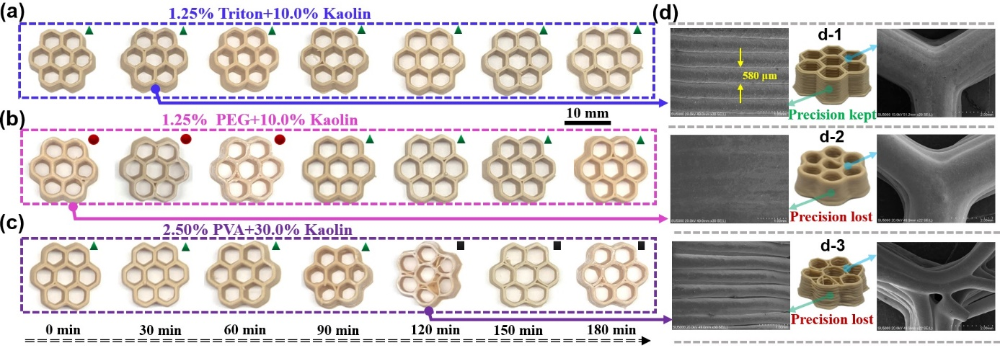 (a)
1.25% Triton+10.0% Kaolin
(b)
1.25% PEG+10.0% Kaolin
10 mm
(c)
2.50% PVA+30.0% Kaolin
0 min 30 min 60 min 90 min 120 min 150 min 180 min
(d)
d-1
580 μm
Precision kept
d-2
Precision lost
d-3
Precision lost